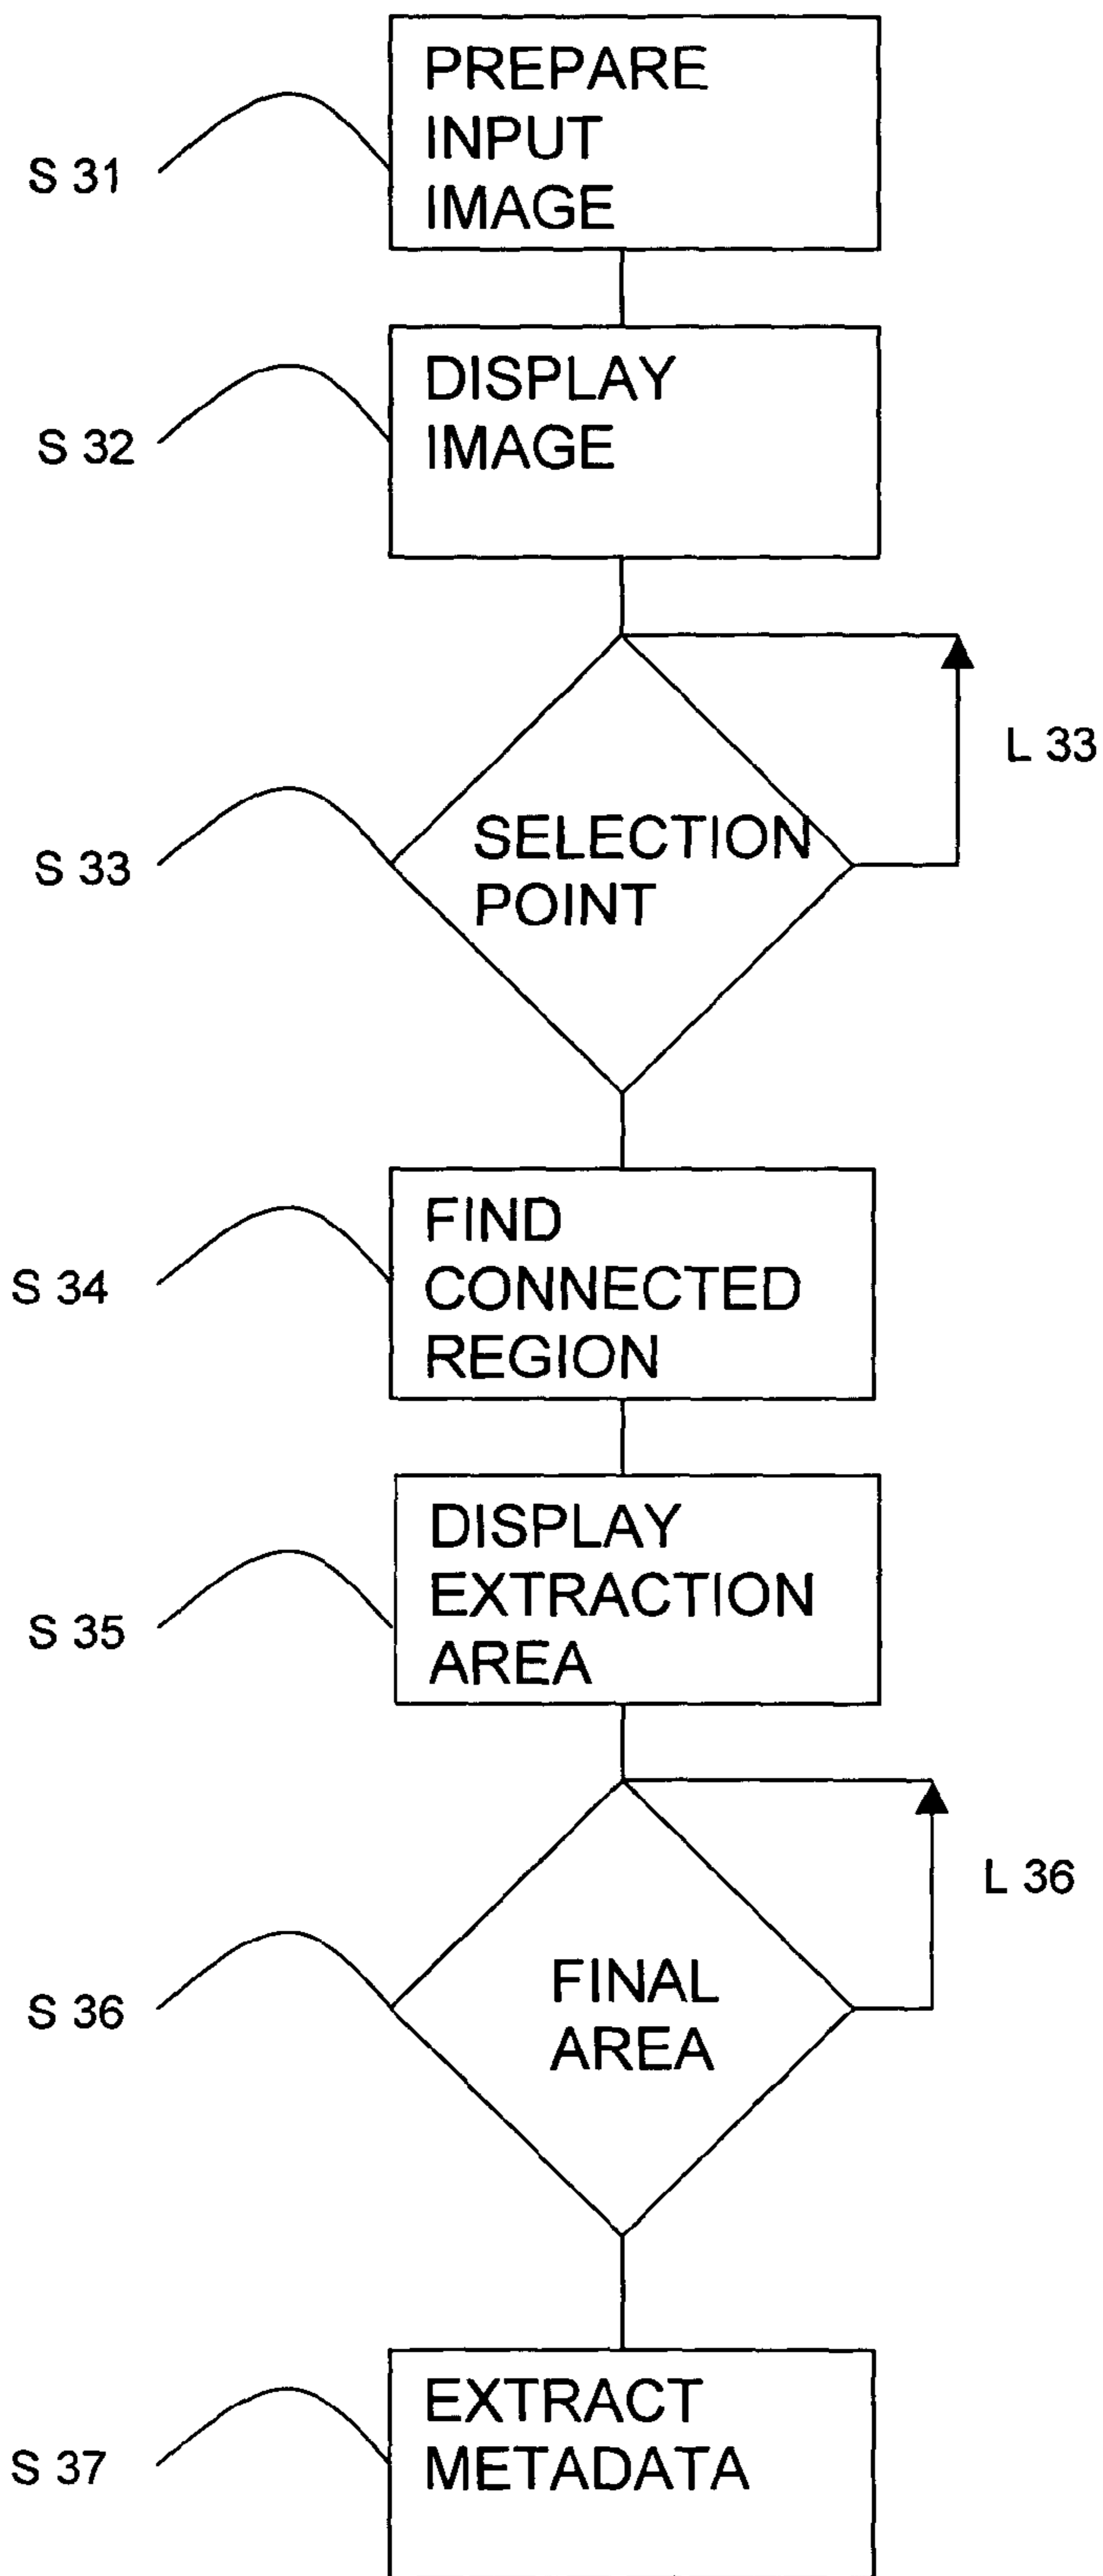 PREPARE
INPUT
IMAGE
S 31
DISPLAY
IMAGE
S 32
L 33
SELECTION
POINT
S 33
FIND
CONNECTED
REGION
S 34
DISPLAY
EXTRACTION
AREA
S 35
L 36
FINAL
AREA
S 36
EXTRACT
METADATA
S 37